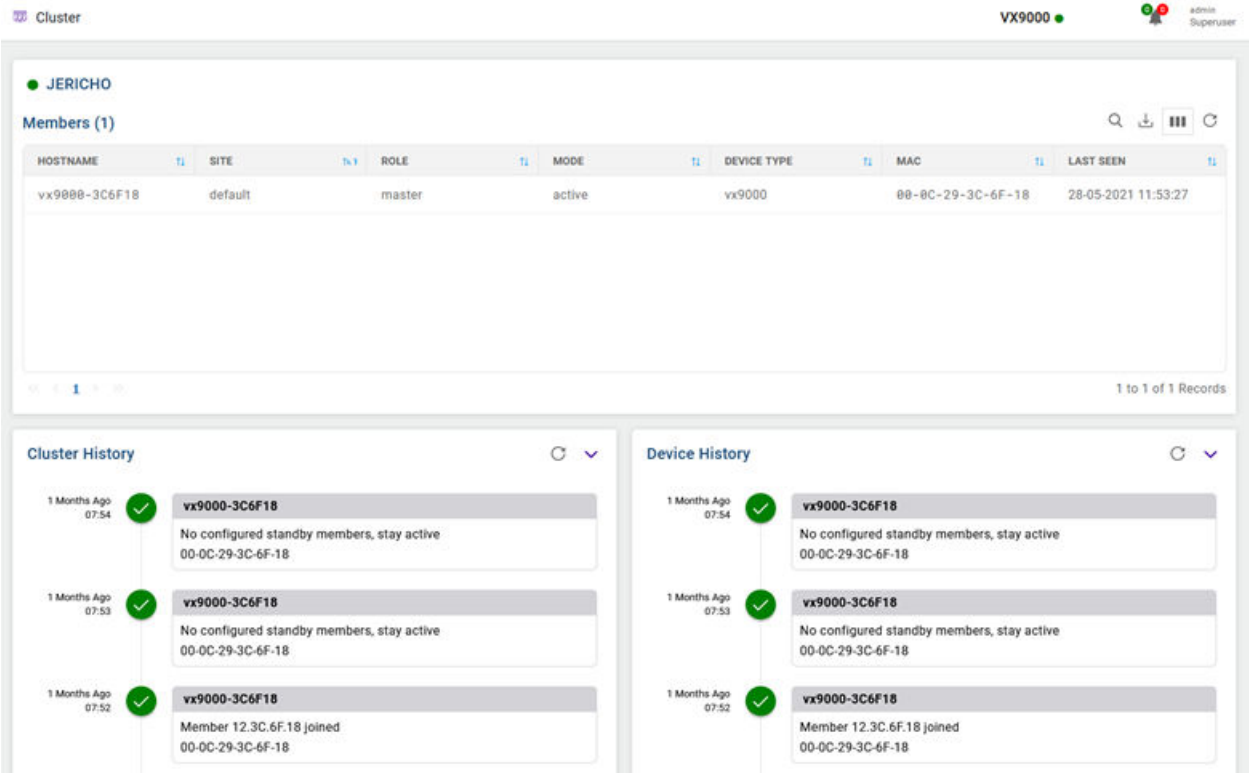 Cluster
VX9000
0 0
admin
Superuser
JERICHO
Members (1)
HOSTNAME SITE ROLE MODE DEVICE TYPE MAC LAST SEEN
vx9000-3C6F18 default master active vx9000 00-0C-29-3C-6F-18 28-05-2021 11:53:27
1
1 to 1 of 1 Records
Cluster History
1 Months Ago
07:54
vx9000-3C6F18
No configured standby members, stay active
00-0C-29-3C-6F-18
1 Months Ago
07:53
vx9000-3C6F18
No configured standby members, stay active
00-0C-29-3C-6F-18
1 Months Ago
07:52
vx9000-3C6F18
Member 12.3C.6F.18 joined
00-0C-29-3C-6F-18
Device History
1 Months Ago
07:54
vx9000-3C6F18
No configured standby members, stay active
00-0C-29-3C-6F-18
1 Months Ago
07:53
vx9000-3C6F18
No configured standby members, stay active
00-0C-29-3C-6F-18
1 Months Ago
07:52
vx9000-3C6F18
Member 12.3C.6F.18 joined
00-0C-29-3C-6F-18